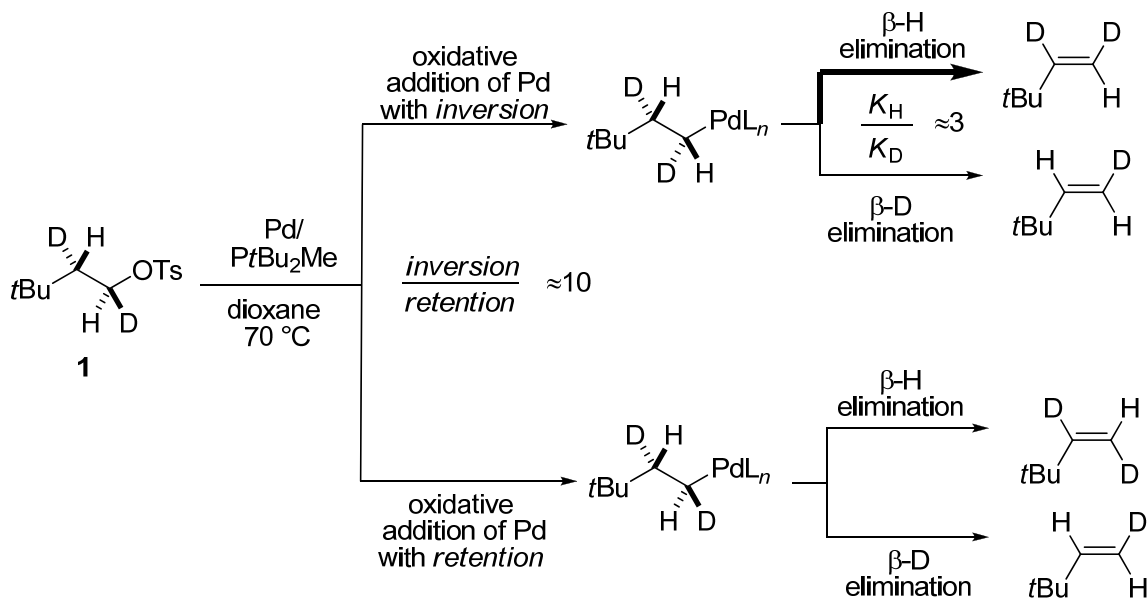 oxidative
addition of Pd
with inversion
D
H
tBu
PdLn
D
H
β-H
elimination
KH
KD
≈3
β-D
elimination
D
D
tBu
H
H
D
tBu
H
D
H
tBu
OTs
H
D
1
Pd/
PtBu2Me
dioxane
70 °C
inversion
retention
≈10
oxidative
addition of Pd
with retention
D
H
tBu
PdLn
H
D
β-H
elimination
β-D
elimination
D
H
tBu
D
H
D
tBu
H